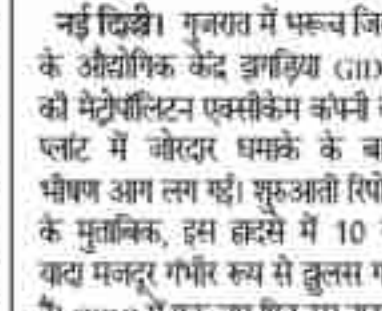 नई दिल्ली। गुजरात में भरूच जि
के औद्योगिक केंद्र झगड़िया GID
की मेट्रोपॉलिटन एक्सीकेम कंपनी
प्लांट में जोरदार धमाके के बा
भीषण आग लग गई। शुरुआती रिपो
के मुताबिक, इस हादसे में 10
यादा मजदूर गंभीर रूप से झुलस ग